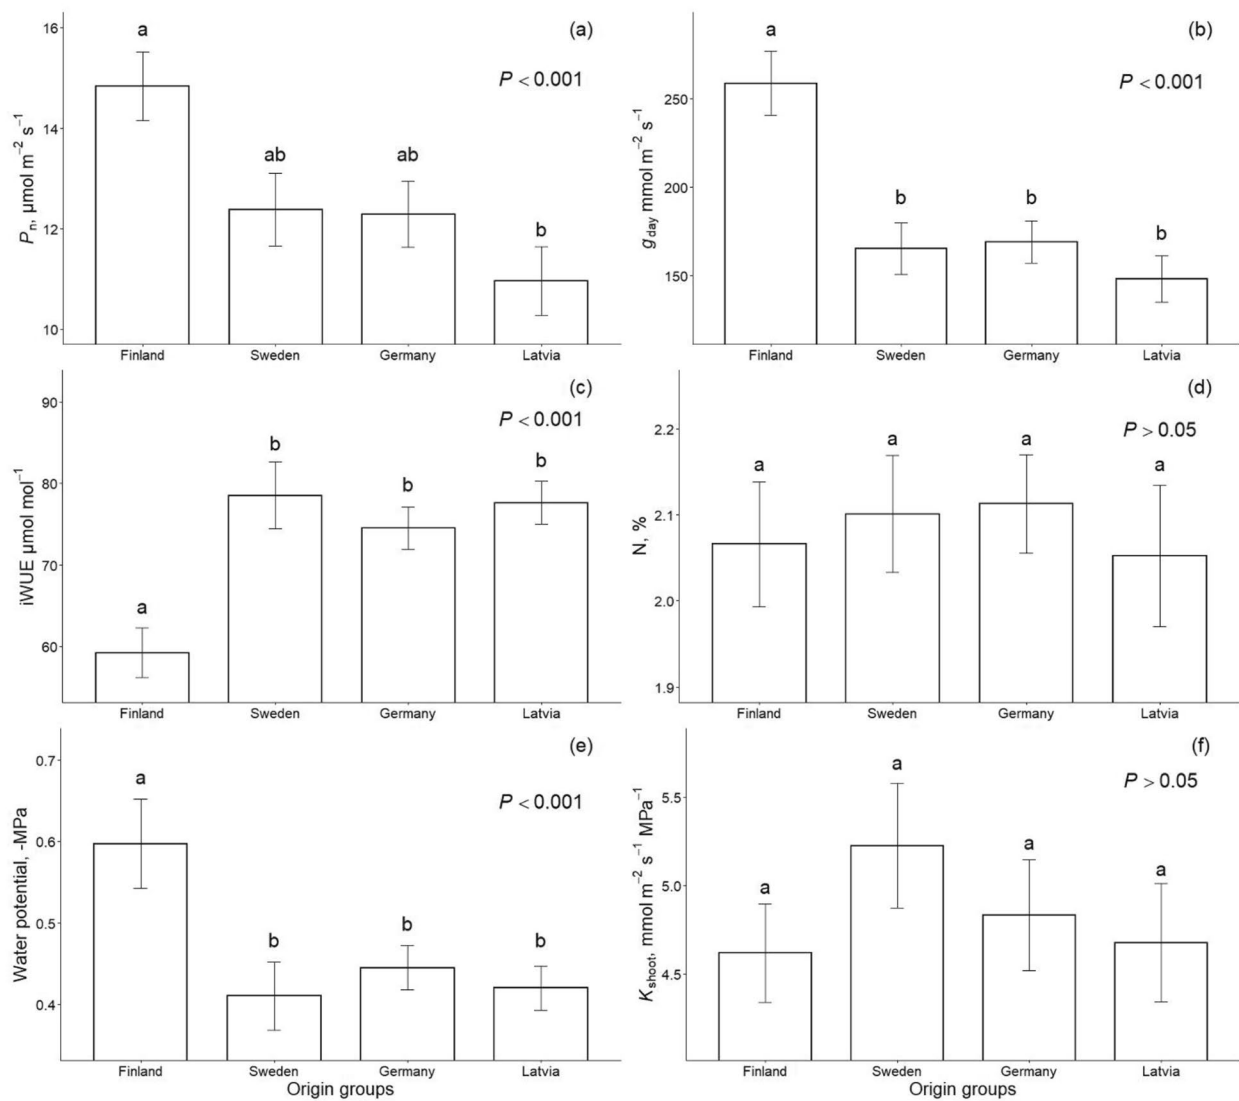 (a)
P < 0.001
a
ab
ab
b
16
14
12
10
Pₙ, μmol m⁻² s⁻¹
Finland Sweden Germany Latvia
(b)
P < 0.001
a
b
b
b
250
200
150
g_day mmol m⁻² s⁻¹
Finland Sweden Germany Latvia
(c)
P < 0.001
a
b
b
b
90
80
70
60
iWUE μmol mol⁻¹
Finland Sweden Germany Latvia
(d)
P > 0.05
a
a
a
a
2.2
2.1
2.0
1.9
N, %
Finland Sweden Germany Latvia
(e)
P < 0.001
a
b
b
b
0.7
0.6
0.5
0.4
Water potential, -MPa
Finland Sweden Germany Latvia
Origin groups
(f)
P > 0.05
a
a
a
a
5.5
5.0
4.5
K_shoot, mmol m⁻² s⁻¹ MPa⁻¹
Finland Sweden Germany Latvia
Origin groups